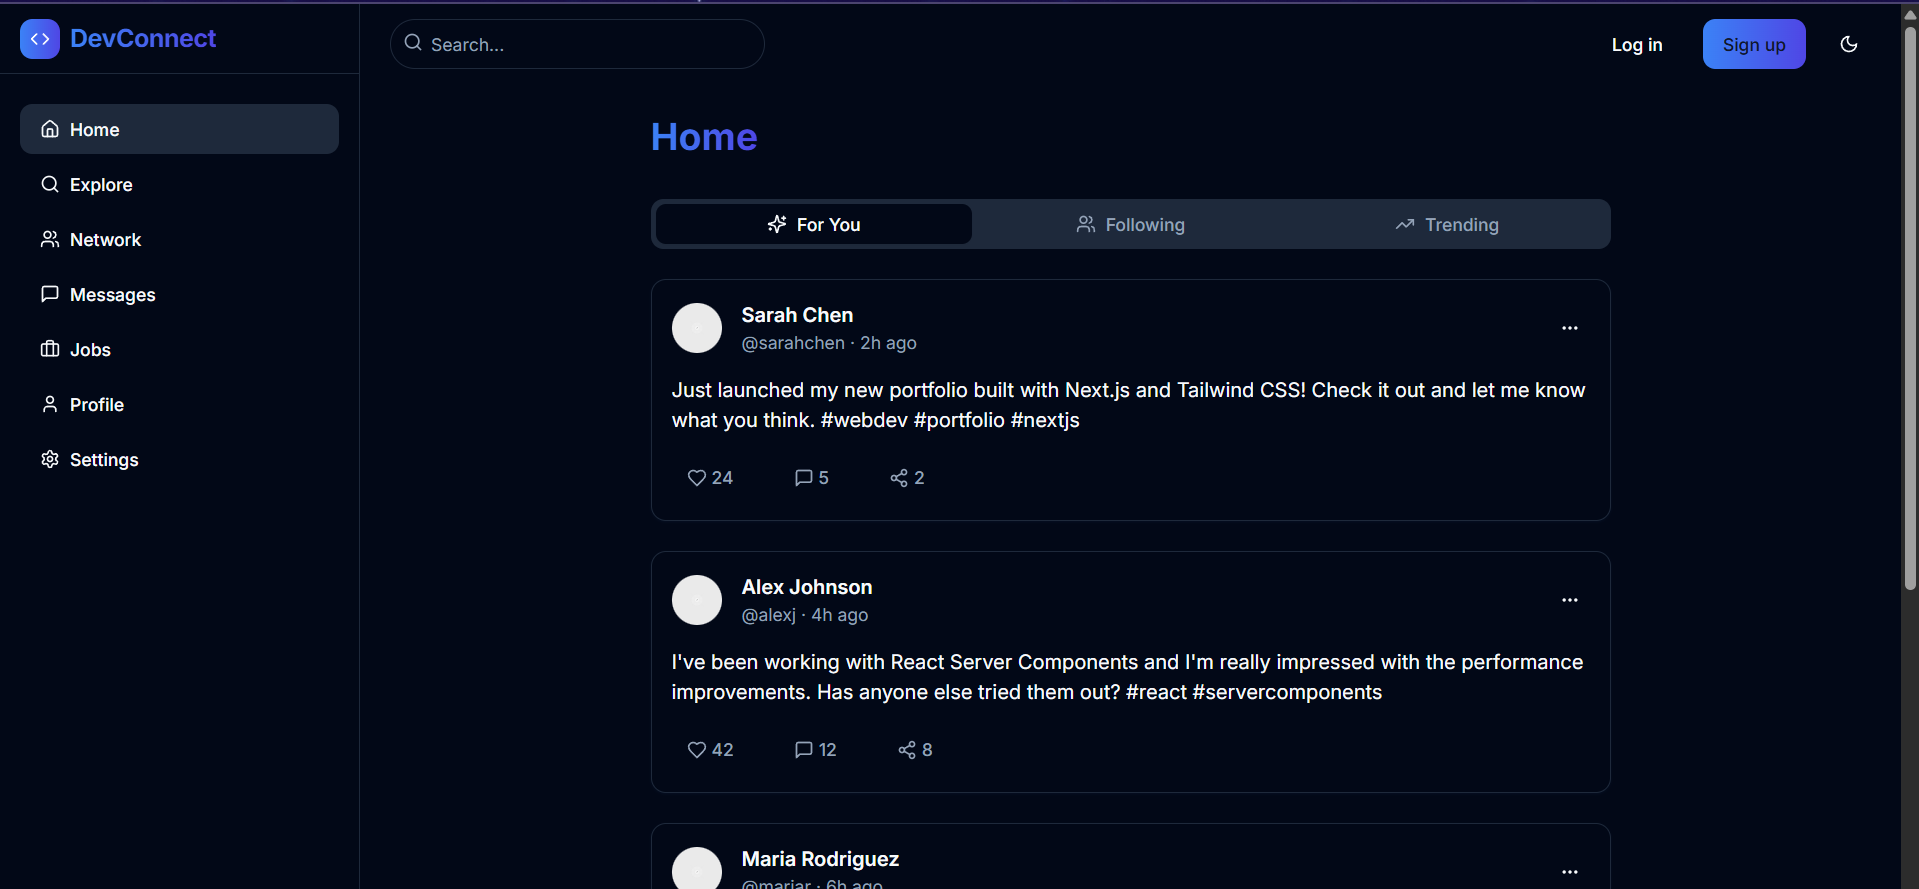 DevConnect
Search...
Log in
Sign up
Home
Explore
Network
Messages
Jobs
Profile
Settings
Home
For You
Following
Trending
Sarah Chen
@sarahchen · 2h ago
Just launched my new portfolio built with Next.js and Tailwind CSS! Check it out and let me know
what you think. #webdev #portfolio #nextjs
24
5
2
Alex Johnson
@alexj · 4h ago
I've been working with React Server Components and I'm really impressed with the performance
improvements. Has anyone else tried them out? #react #servercomponents
42
12
8
Maria Rodriguez
@mariar · 6h ago